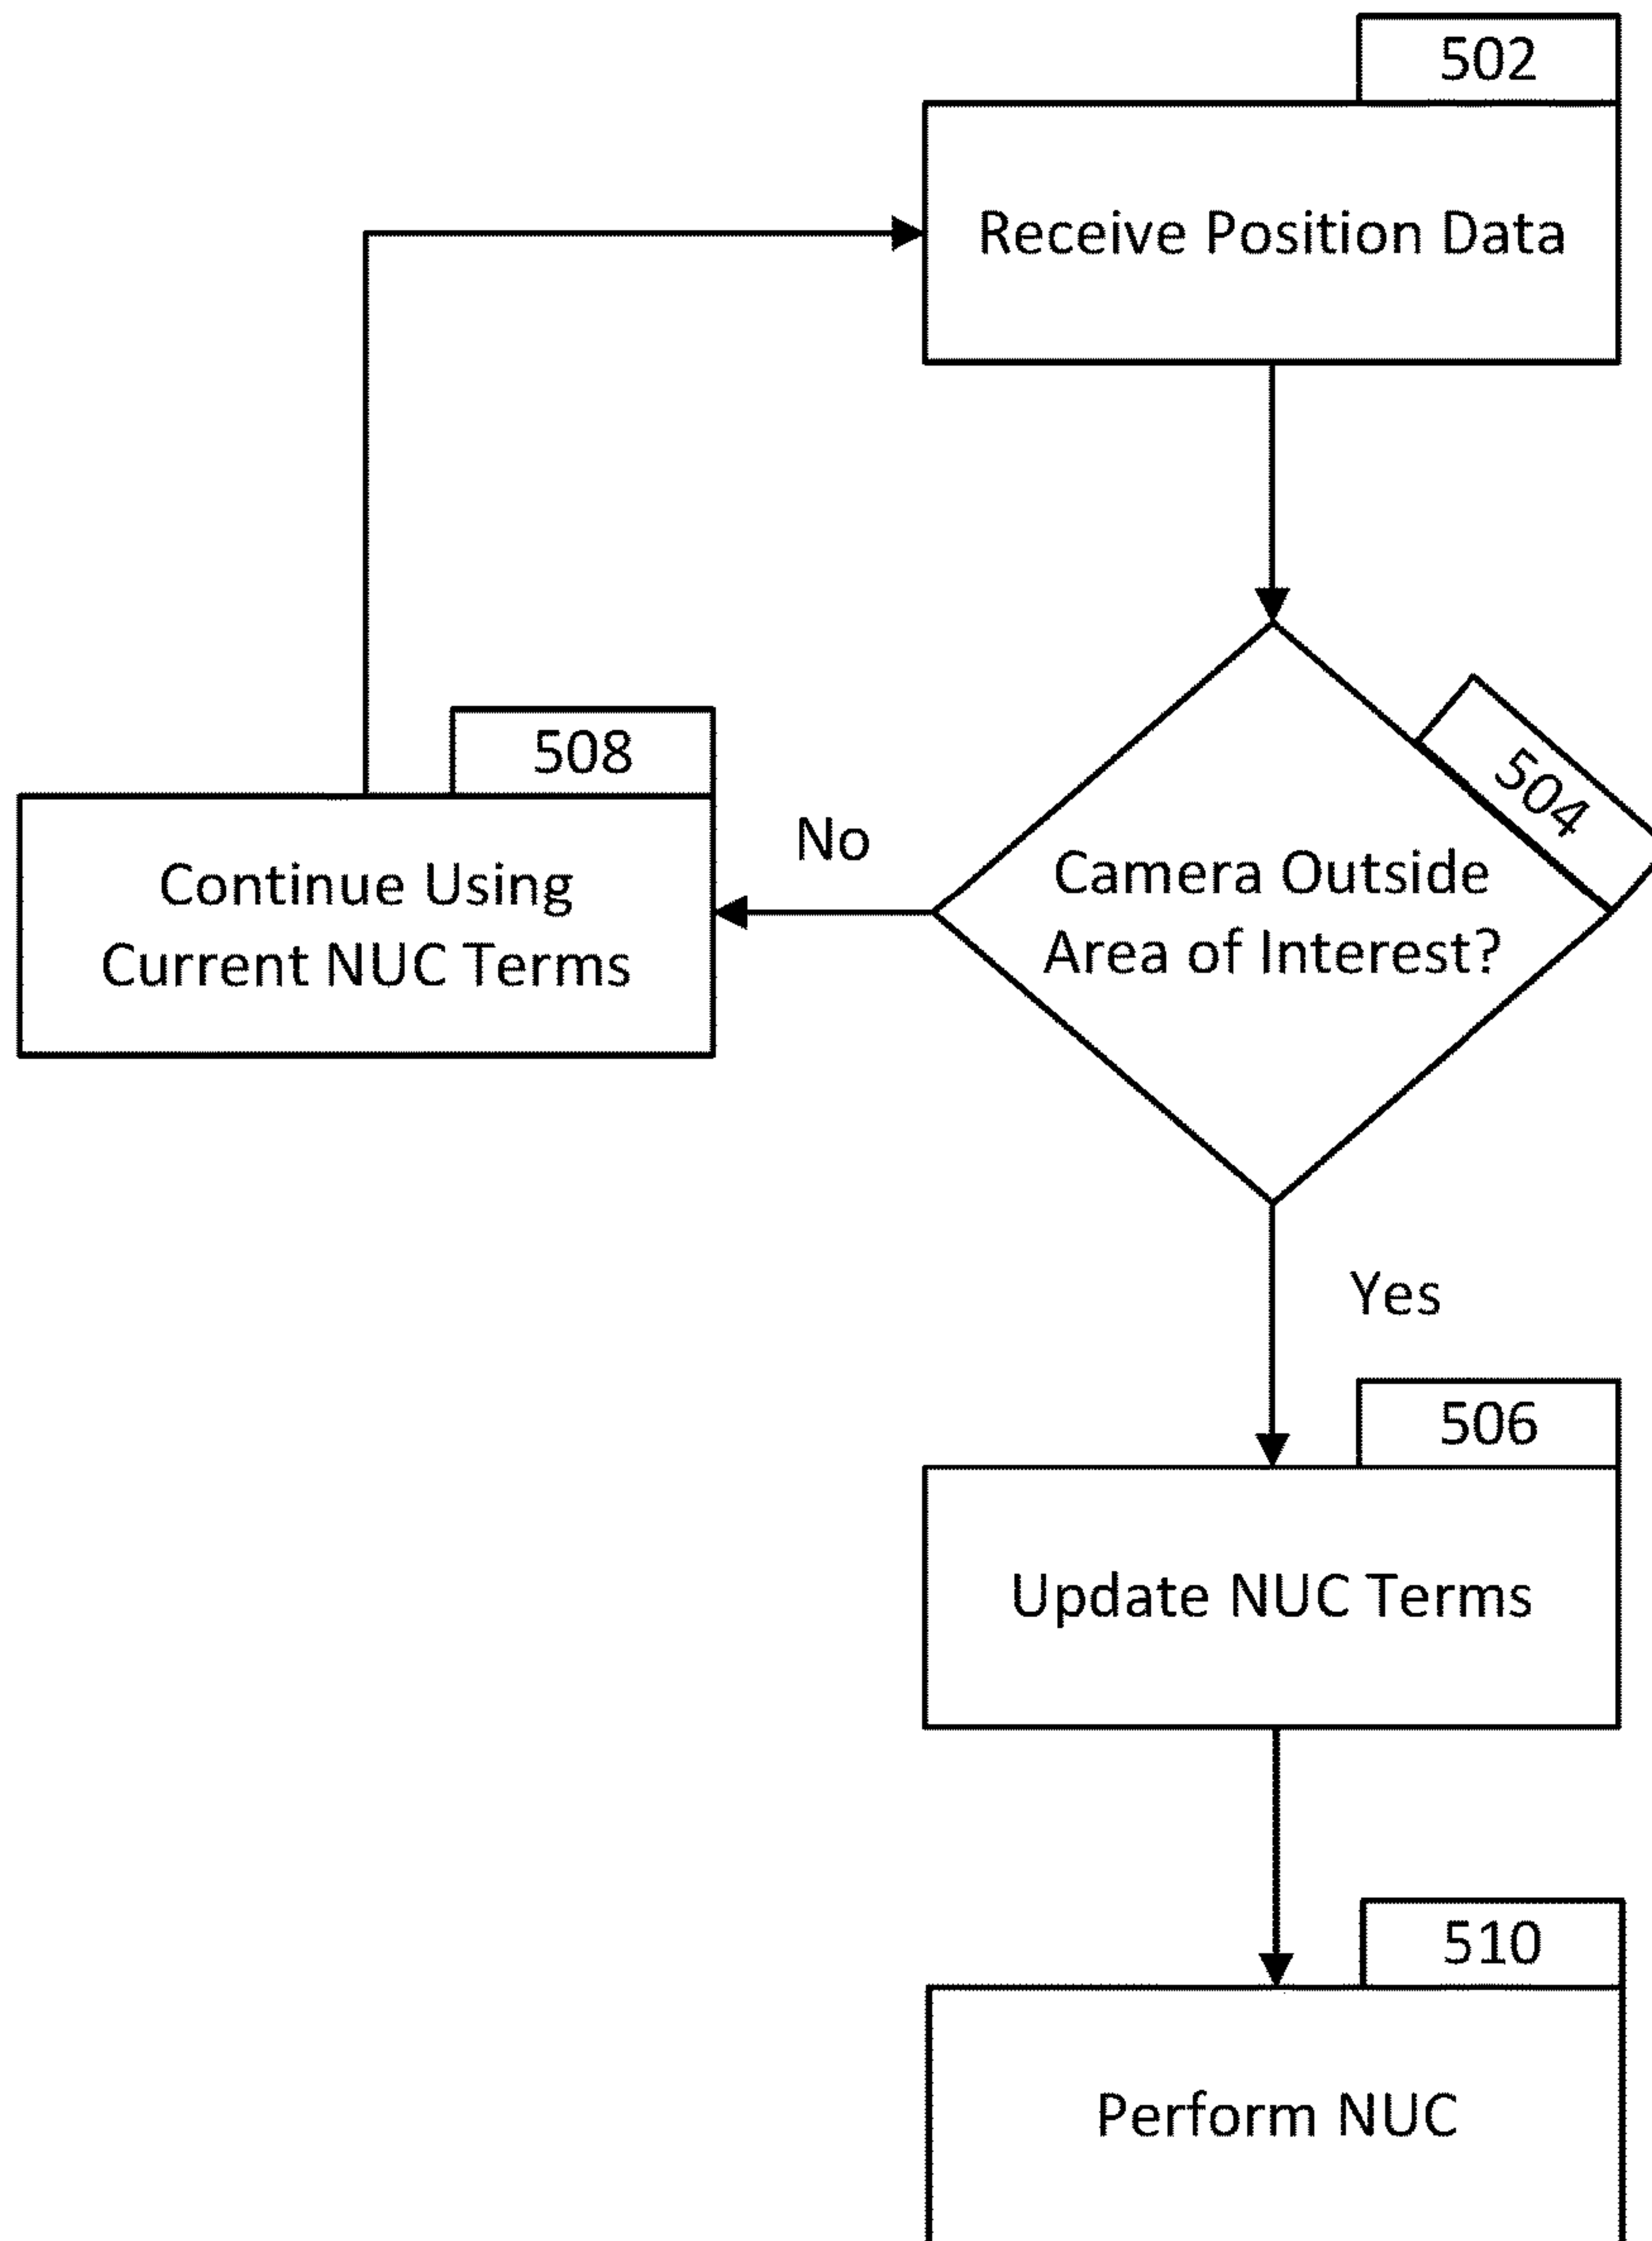 502
Receive Position Data
504
Camera Outside
Area of Interest?
No
508
Continue Using
Current NUC Terms
Yes
506
Update NUC Terms
510
Perform NUC